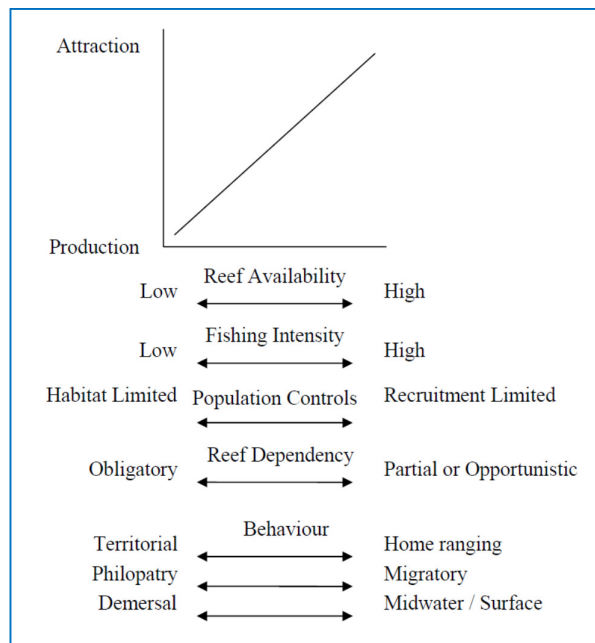 Attraction
Production
Reef Availability
Low High
Fishing Intensity
Low High
Habitat Limited Population Controls Recruitment Limited
Reef Dependency
Obligatory Partial or Opportunistic
Behaviour
Territorial Home ranging
Philopatry Migratory
Demersal Midwater / Surface